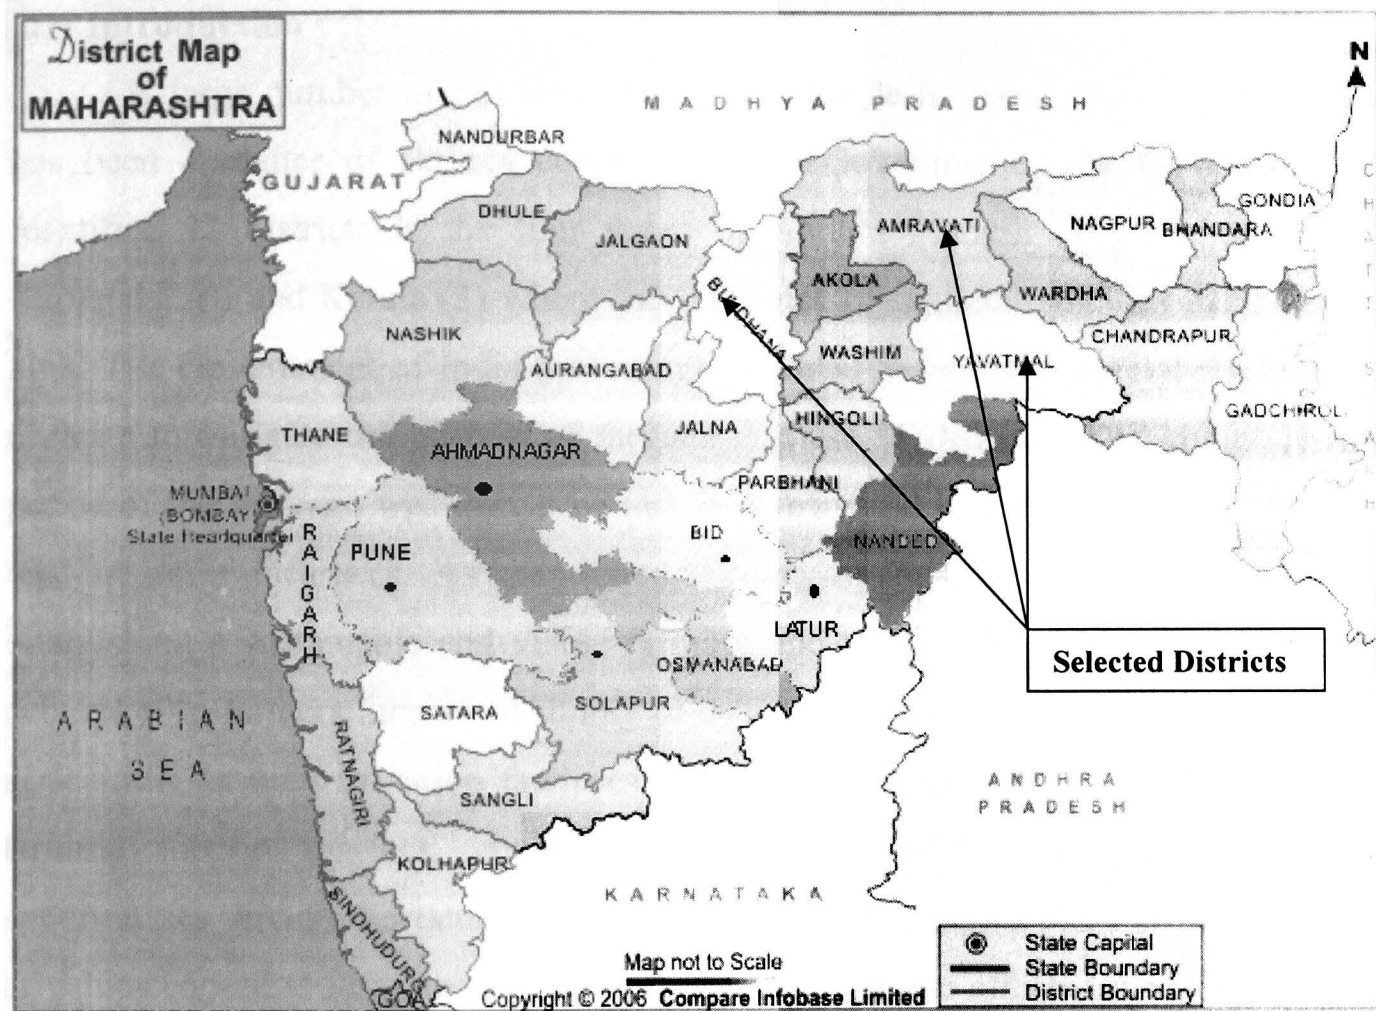 District Map
of
MAHARASHTRA
N
MADHYA PRADESH
NANDURBAR
GUJARAT
DHULE
JALGAON
BULDHANA
AKOLA
AMRAVATI
NAGPUR
BHANDARA
GONDIA
WARDHA
NASHIK
AURANGABAD
WASHIM
YAVATMAL
CHANDRAPUR
GADCHIROLI
THANE
AHMADNAGAR
JALNA
HINGOLI
PARBHANI
MUMBAI
(BOMBAY)
State Headquarter
RAIGARH
PUNE
BID
NANDED
LATUR
OSMANABAD
SOLAPUR
SATARA
Selected Districts
ARABIAN
SEA
RATNAGIRI
SANGLI
KOLHAPUR
SINDHUDURG
GOA
ANDHRA
PRADESH
KARNATAKA
Map not to Scale
Copyright © 2006 Compare Infobase Limited
State Capital
State Boundary
District Boundary